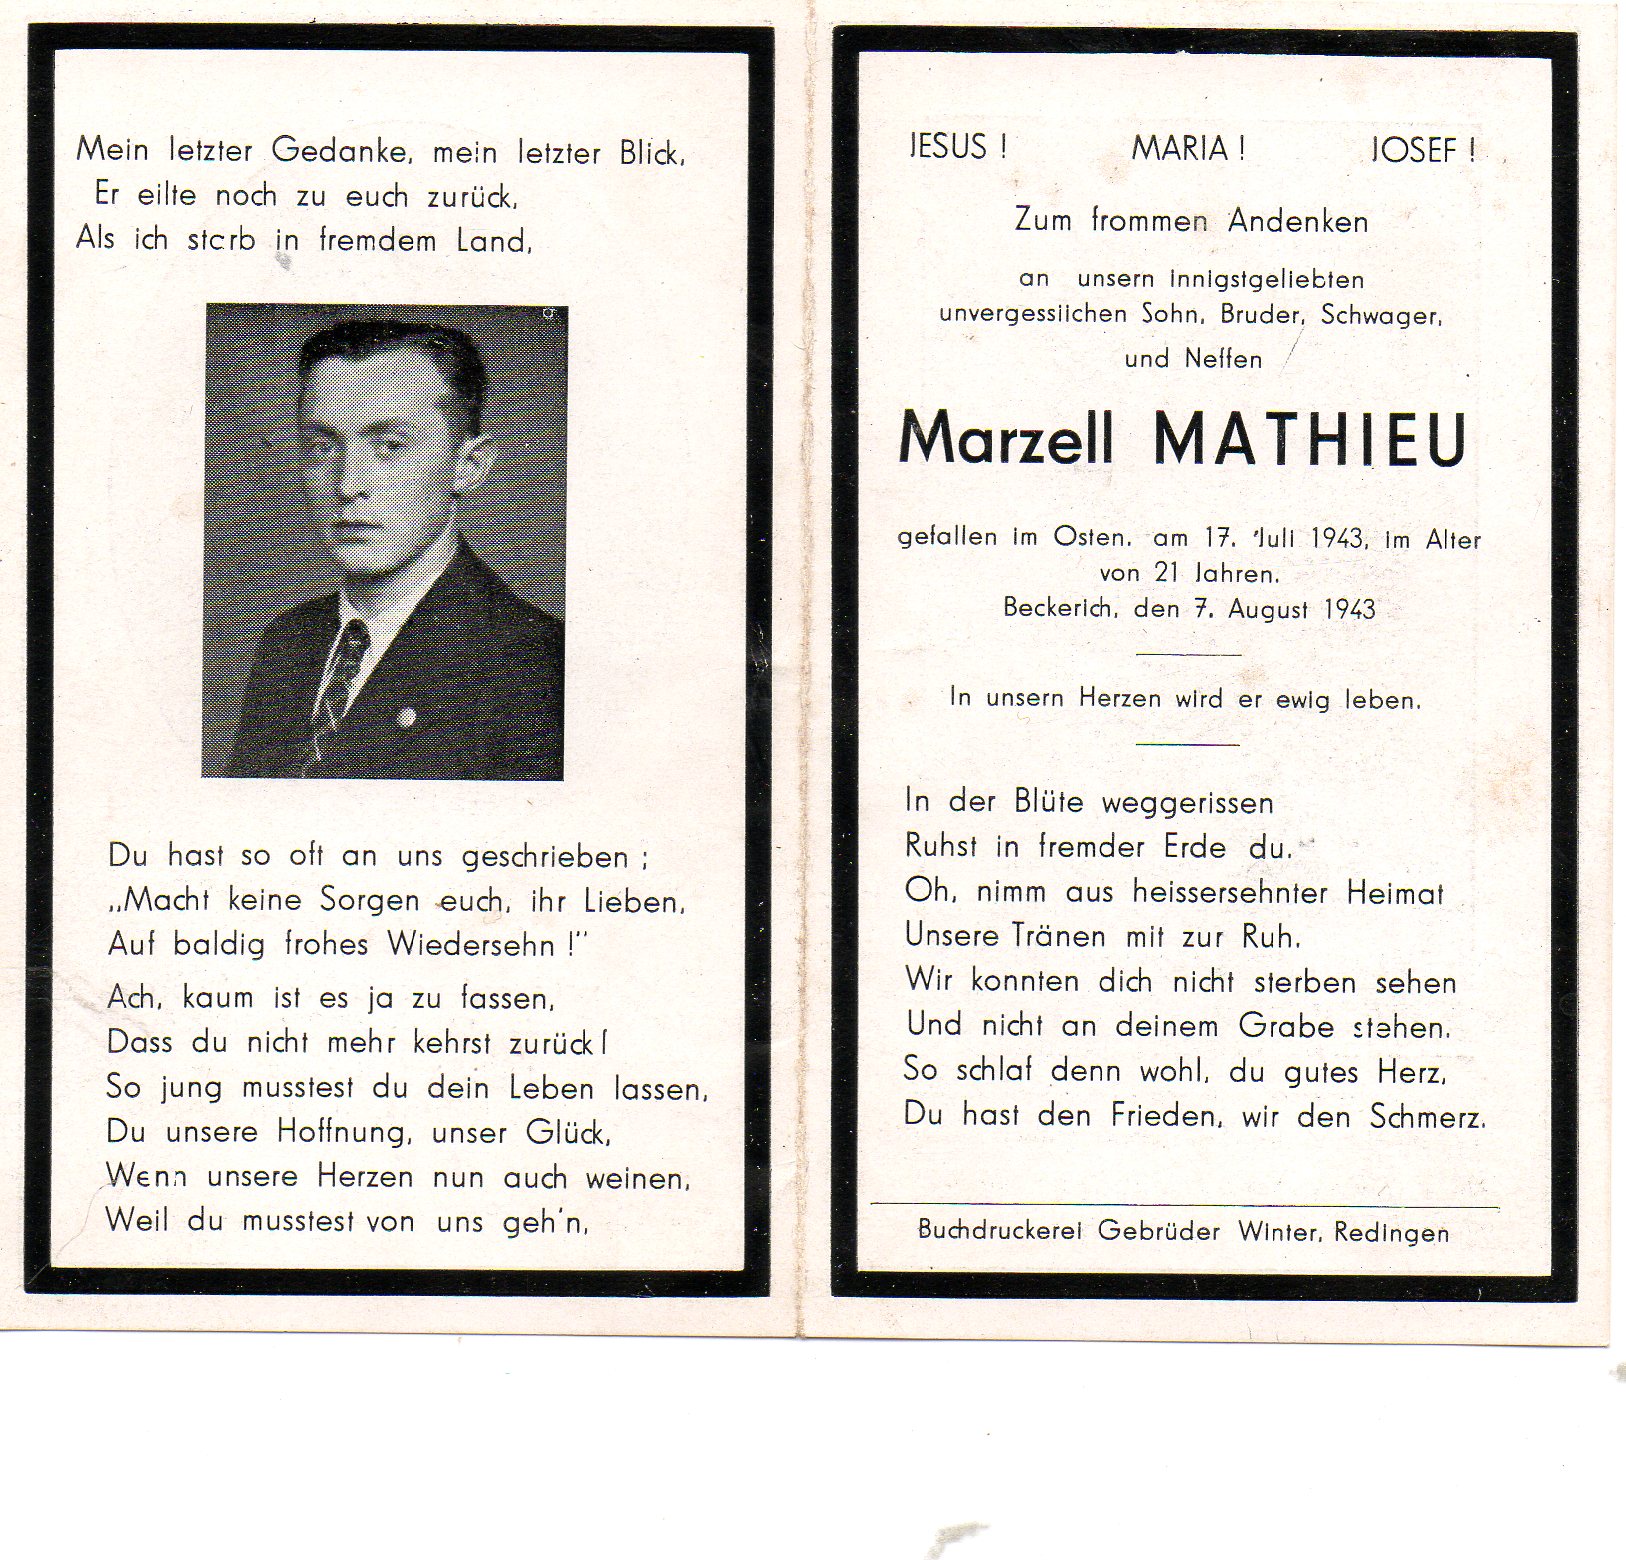 Mein letzter Gedanke, mein letzter Blick,
Er eilte noch zu euch zurück,
Als ich starb in fremdem Land,
Du hast so oft an uns geschrieben ;
„Macht keine Sorgen euch, ihr Lieben,
Auf baldig frohes Wiedersehn !"
Ach, kaum ist es ja zu fassen,
Dass du nicht mehr kehrst zurück !
So jung musstest du dein Leben lassen,
Du unsere Hoffnung, unser Glück,
Wenn unsere Herzen nun auch weinen,
Weil du musstest von uns geh'n,
JESUS ! MARIA ! JOSEF !
Zum frommen Andenken
an unsern innigstgeliebten
unvergesslichen Sohn, Bruder, Schwager,
und Neffen
Marzell MATHIEU
gefallen im Osten, am 17. Juli 1943, im Alter
von 21 Jahren.
Beckerich, den 7. August 1943
In unsern Herzen wird er ewig leben.
In der Blüte weggerissen
Ruhst in fremder Erde du.
Oh, nimm aus heissersehnter Heimat
Unsere Tränen mit zur Ruh.
Wir konnten dich nicht sterben sehen
Und nicht an deinem Grabe stehen.
So schlaf denn wohl, du gutes Herz,
Du hast den Frieden, wir den Schmerz.
Buchdruckerei Gebrüder Winter, Redingen